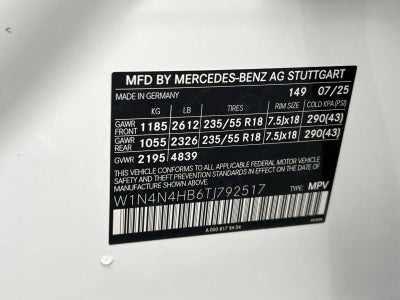 MFD BY MERCEDES-BENZ AG STUTTGART
MADE IN GERMANY 149 07/25
KG LB TIRES RIM SIZE COLD KPA (PSI)
GAWR FRONT 1185 2612 235/55 R18 7.5Jx18 290(43)
GAWR REAR 1055 2326 235/55 R18 7.5Jx18 290(43)
GVWR 2195 4839
THIS VEHICLE CONFORMS TO ALL APPLICABLE FEDERAL MOTOR
VEHICLE SAFETY, BUMPER,
AND THEFT PREVENTION STANDARDS IN EFFECT
ON THE DATE OF MANUFACTURE SHOWN ABOVE.
W1N4N4HB6TJ792517 TYPE: MPV
A 000 817 54 04